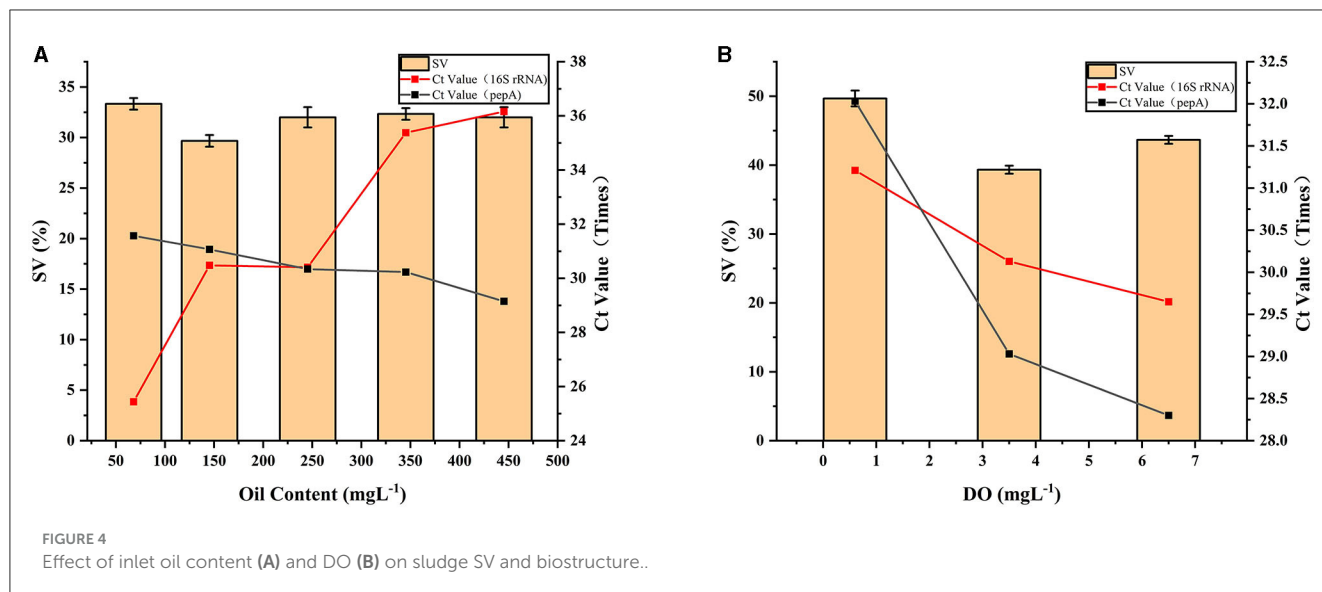 A
SV
Ct Value（16S rRNA)
Ct Value（pepA)
35
30
25
20
15
10
5
0
SV (%)
38
36
34
32
30
28
26
24
Ct Value（Times）
50 100 150 200 250 300 350 400 450 500
Oil Content (mgL-1)
B
SV
Ct Value（16S rRNA)
Ct Value（pepA)
50
40
30
20
10
0
SV (%)
32.5
32.0
31.5
31.0
30.5
30.0
29.5
29.0
28.5
28.0
Ct Value（Times）
0 1 2 3 4 5 6 7
DO (mgL-1)
FIGURE 4
Effect of inlet oil content (A) and DO (B) on sludge SV and biostructure..